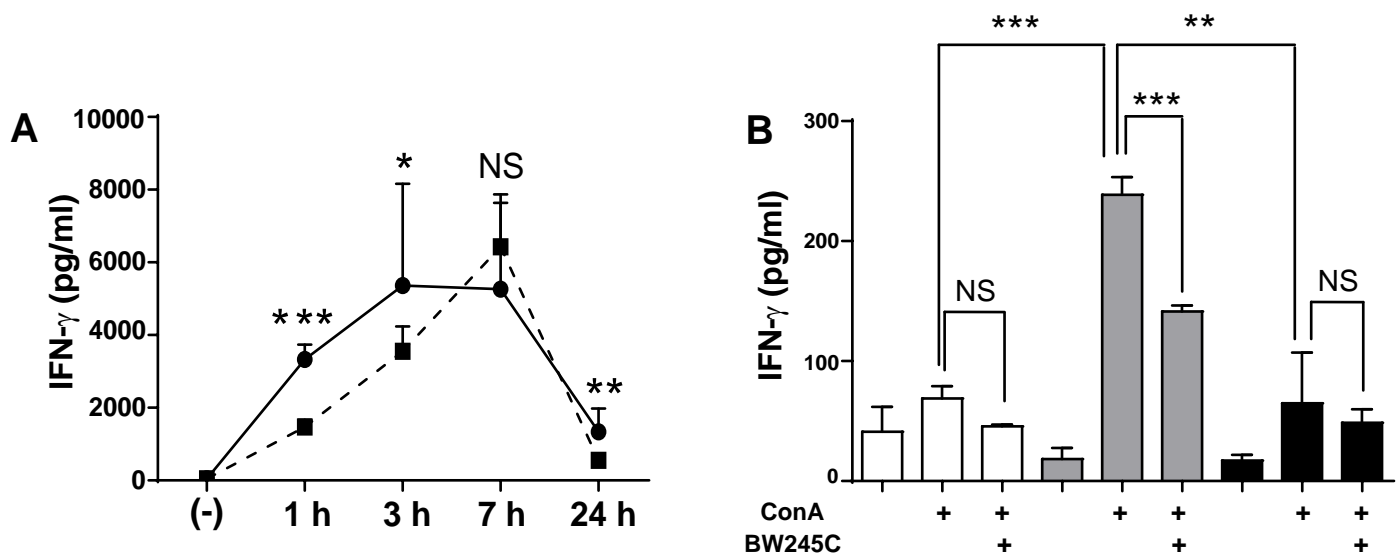 A
IFN-γ (pg/ml)
10000
8000
6000
4000
2000
0
***
*
NS
**
(-) 1 h 3 h 7 h 24 h
B
IFN-γ (pg/ml)
300
200
100
0
*** **
***
NS
NS
ConA + + + + + +
BW245C + + +